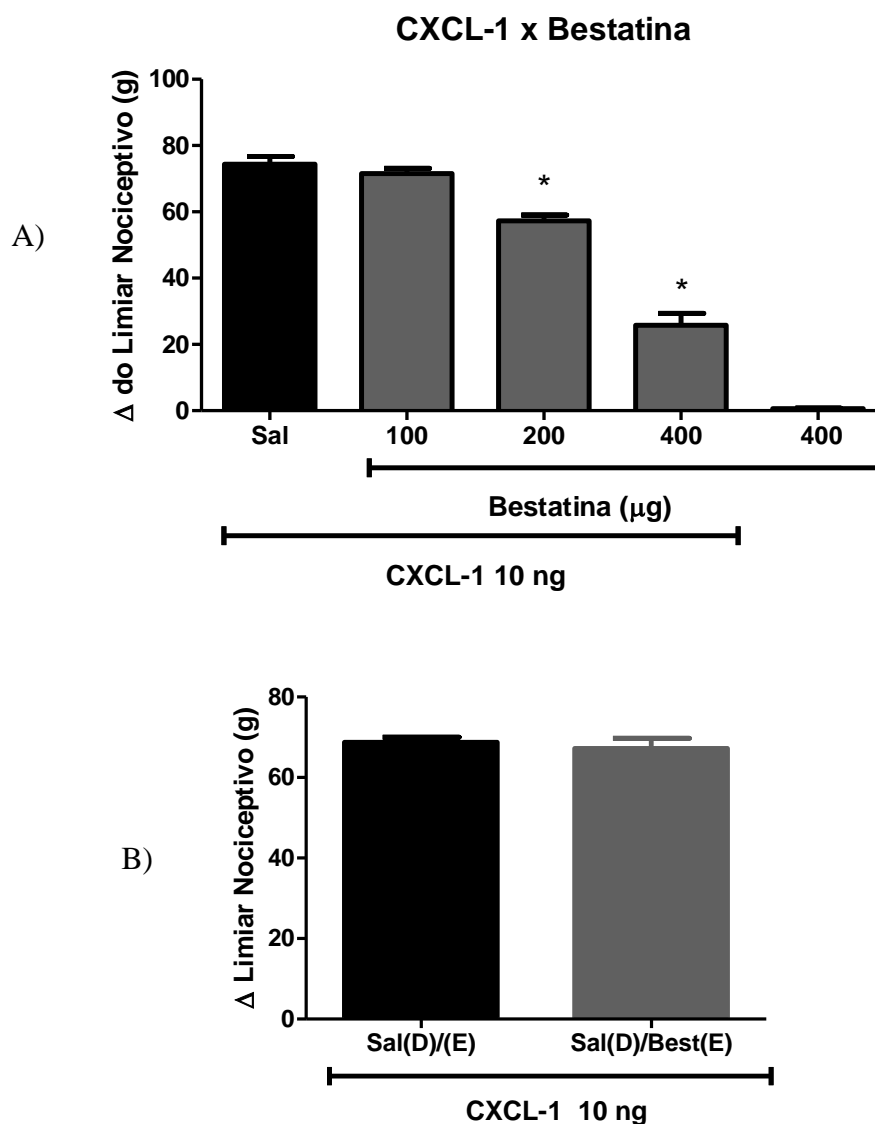 CXCL-1 x Bestatina
A)
Δ do Limiar Nociceptivo (g)
100
80
60
40
20
0
*
*
Sal 100 200 400 400
Bestatina (μg)
CXCL-1 10 ng
B)
Δ Limiar Nociceptivo (g)
80
60
40
20
0
Sal(D)/(E) Sal(D)/Best(E)
CXCL-1 10 ng